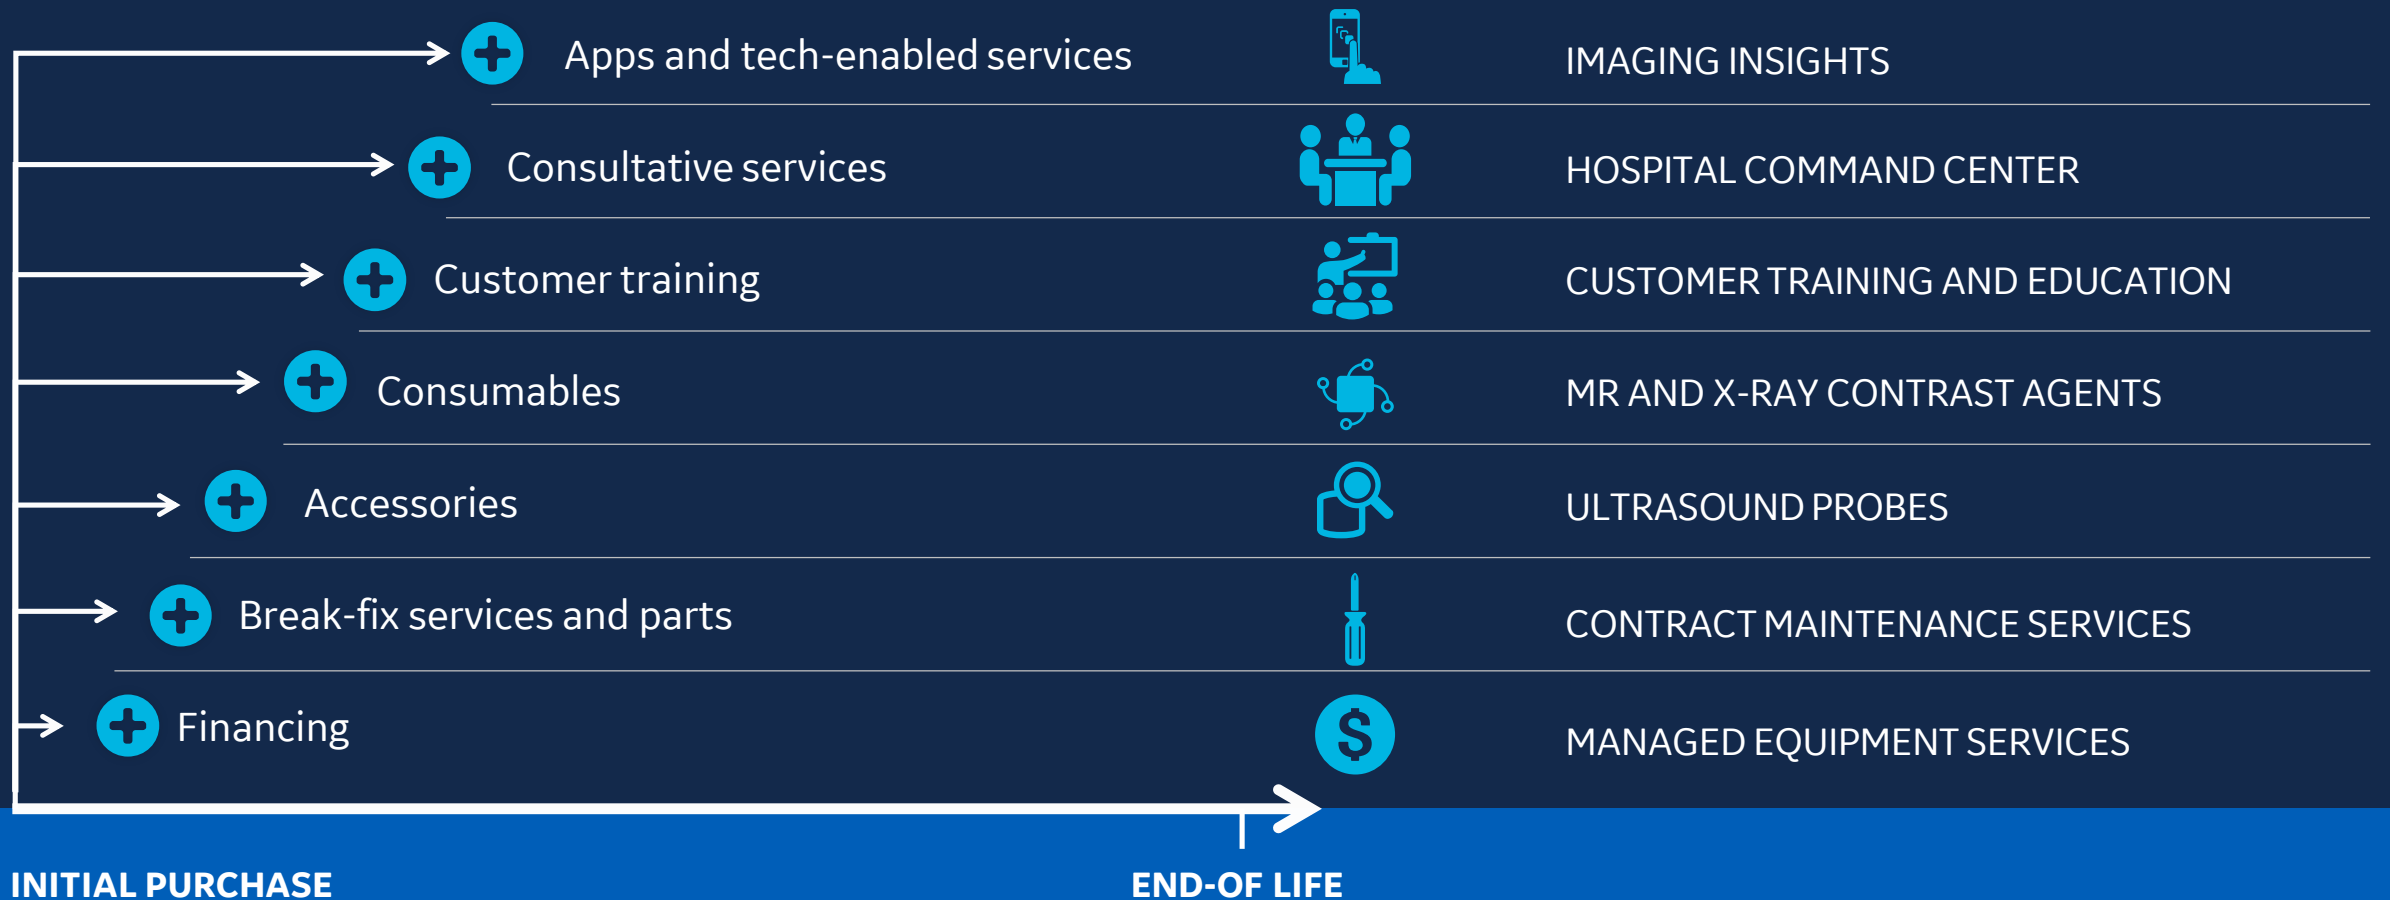 Apps and tech-enabled services
IMAGING INSIGHTS
Consultative services
HOSPITAL COMMAND CENTER
Customer training
CUSTOMER TRAINING AND EDUCATION
Consumables
MR AND X-RAY CONTRAST AGENTS
Accessories
ULTRASOUND PROBES
Break-fix services and parts
CONTRACT MAINTENANCE SERVICES
Financing
$
MANAGED EQUIPMENT SERVICES
INITIAL PURCHASE
END-OF LIFE